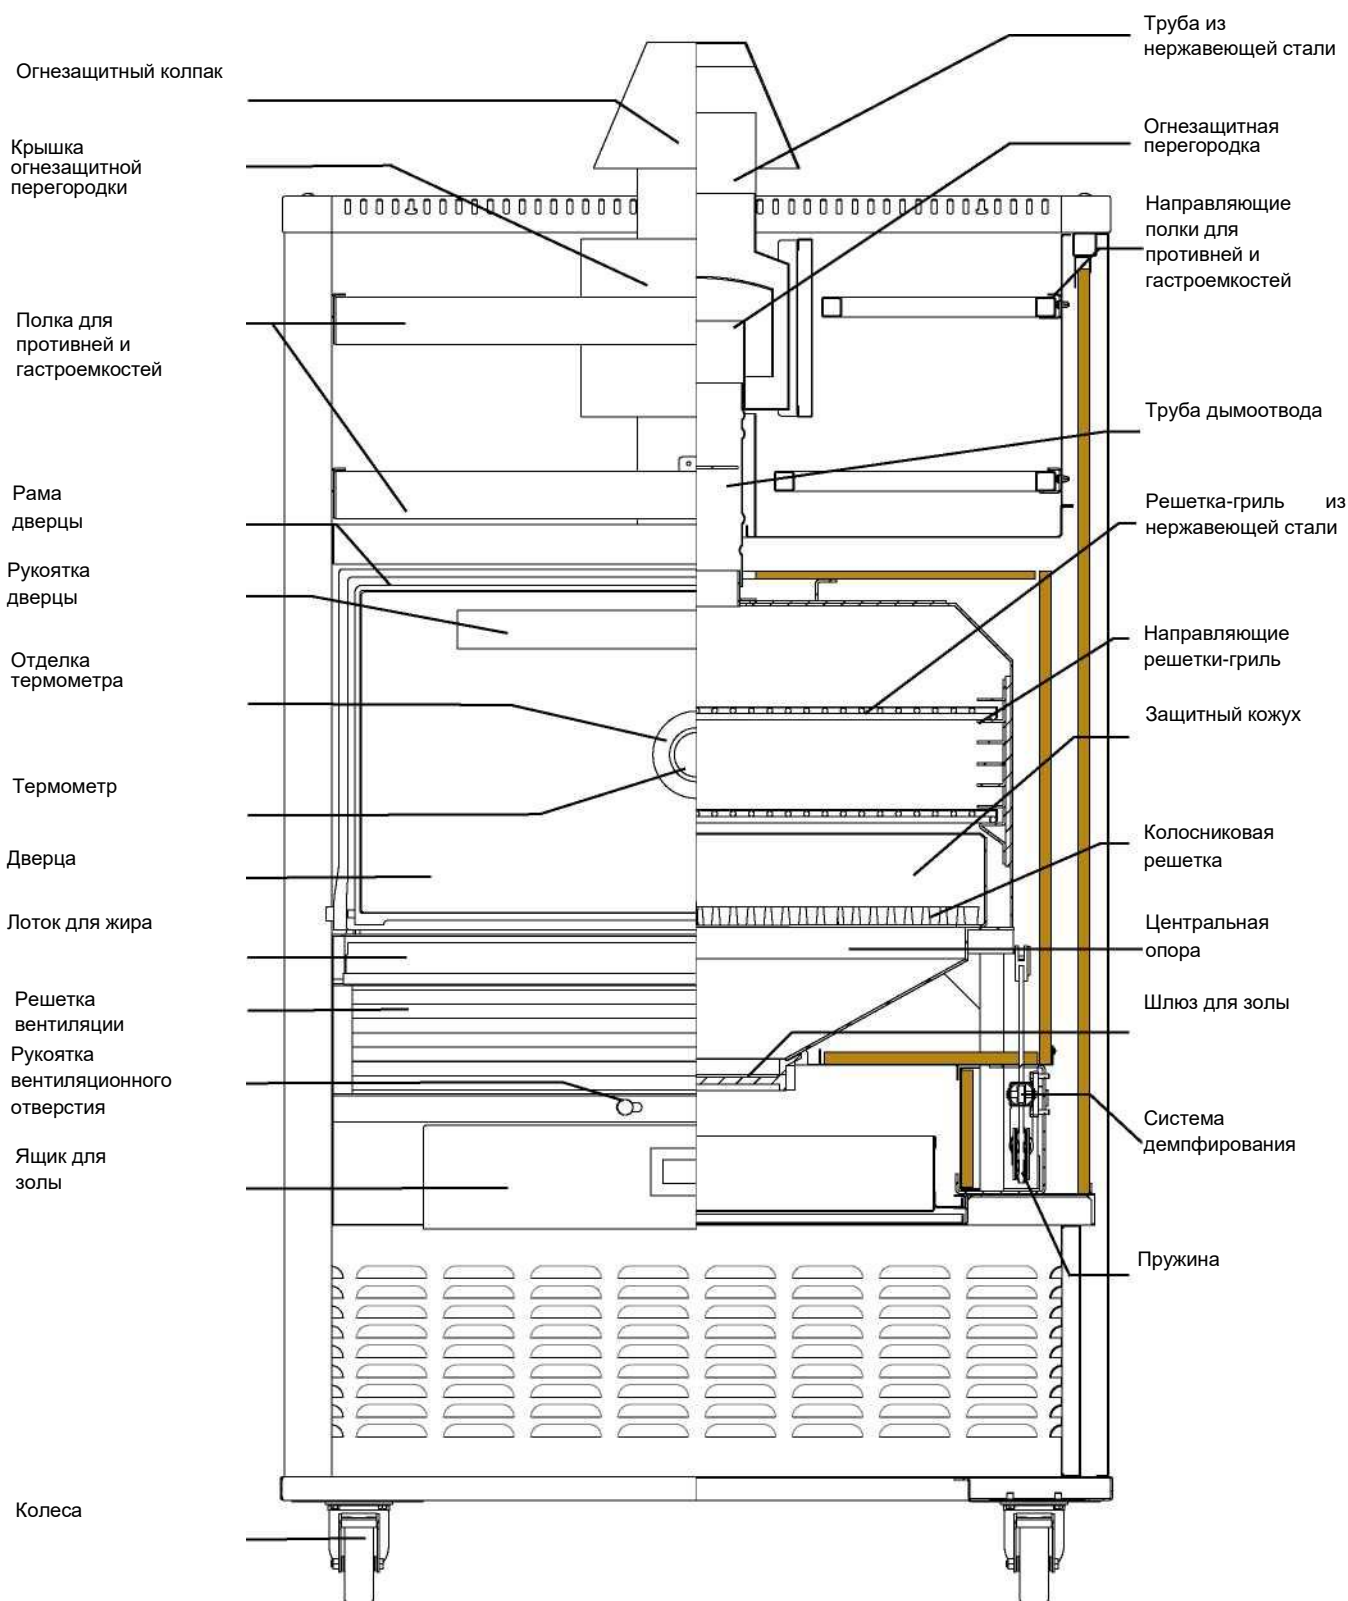 Огнезащитный колпак
Крышка
огнезащитной
перегородки
Полка для
противней и
гастроемкостей
Рама
дверцы
Рукоятка
дверцы
Отделка
термометра
Термометр
Дверца
Лоток для жира
Решетка
вентиляции
Рукоятка
вентиляционного
отверстия
Ящик для
золы
Колеса
Труба из
нержавеющей стали
Огнезащитная
перегородка
Направляющие
полки для
противней и
гастроемкостей
Труба дымоотвода
Решетка-гриль из
нержавеющей стали
Направляющие
решетки-гриль
Защитный кожух
Колосниковая
решетка
Центральная
опора
Шлюз для золы
Система
демпфирования
Пружина